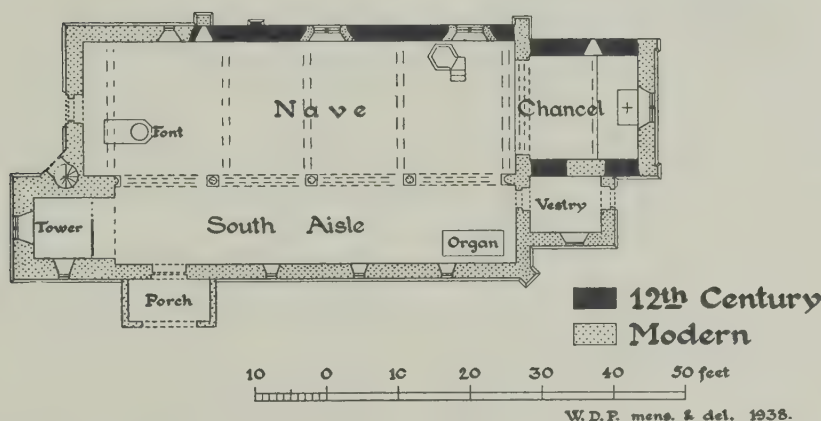 Nave
Chancel
Font
Tower
South Aisle
Vestry
Organ
Porch
12th Century
Modern
10 0 10 20 30 40 50 feet
W.D.P. mens. & del. 1938.